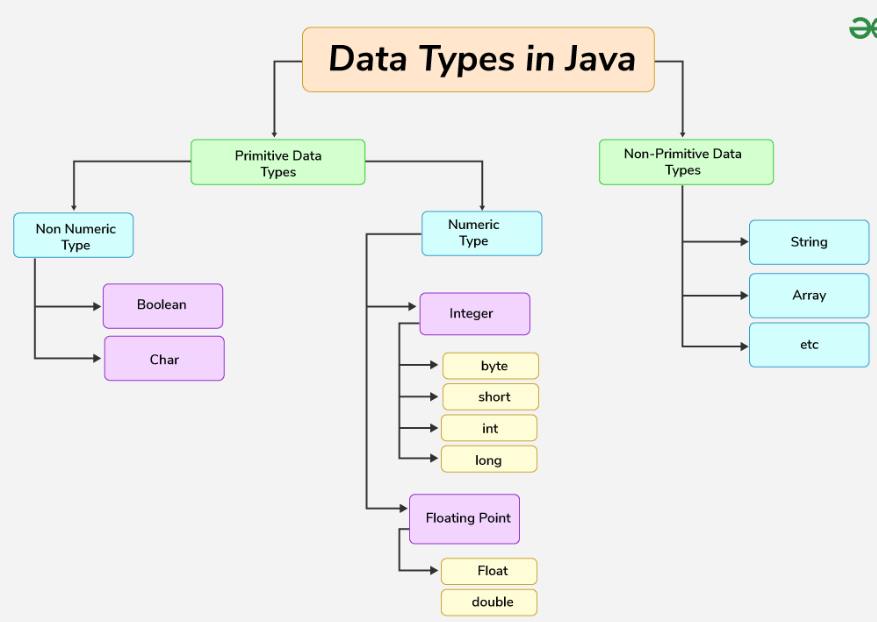 Data Types in Java
Primitive Data
Types
Non-Primitive Data
Types
Non Numeric
Type
Boolean
Char
Numeric
Type
Integer
byte
short
int
long
Floating Point
Float
double
String
Array
etc